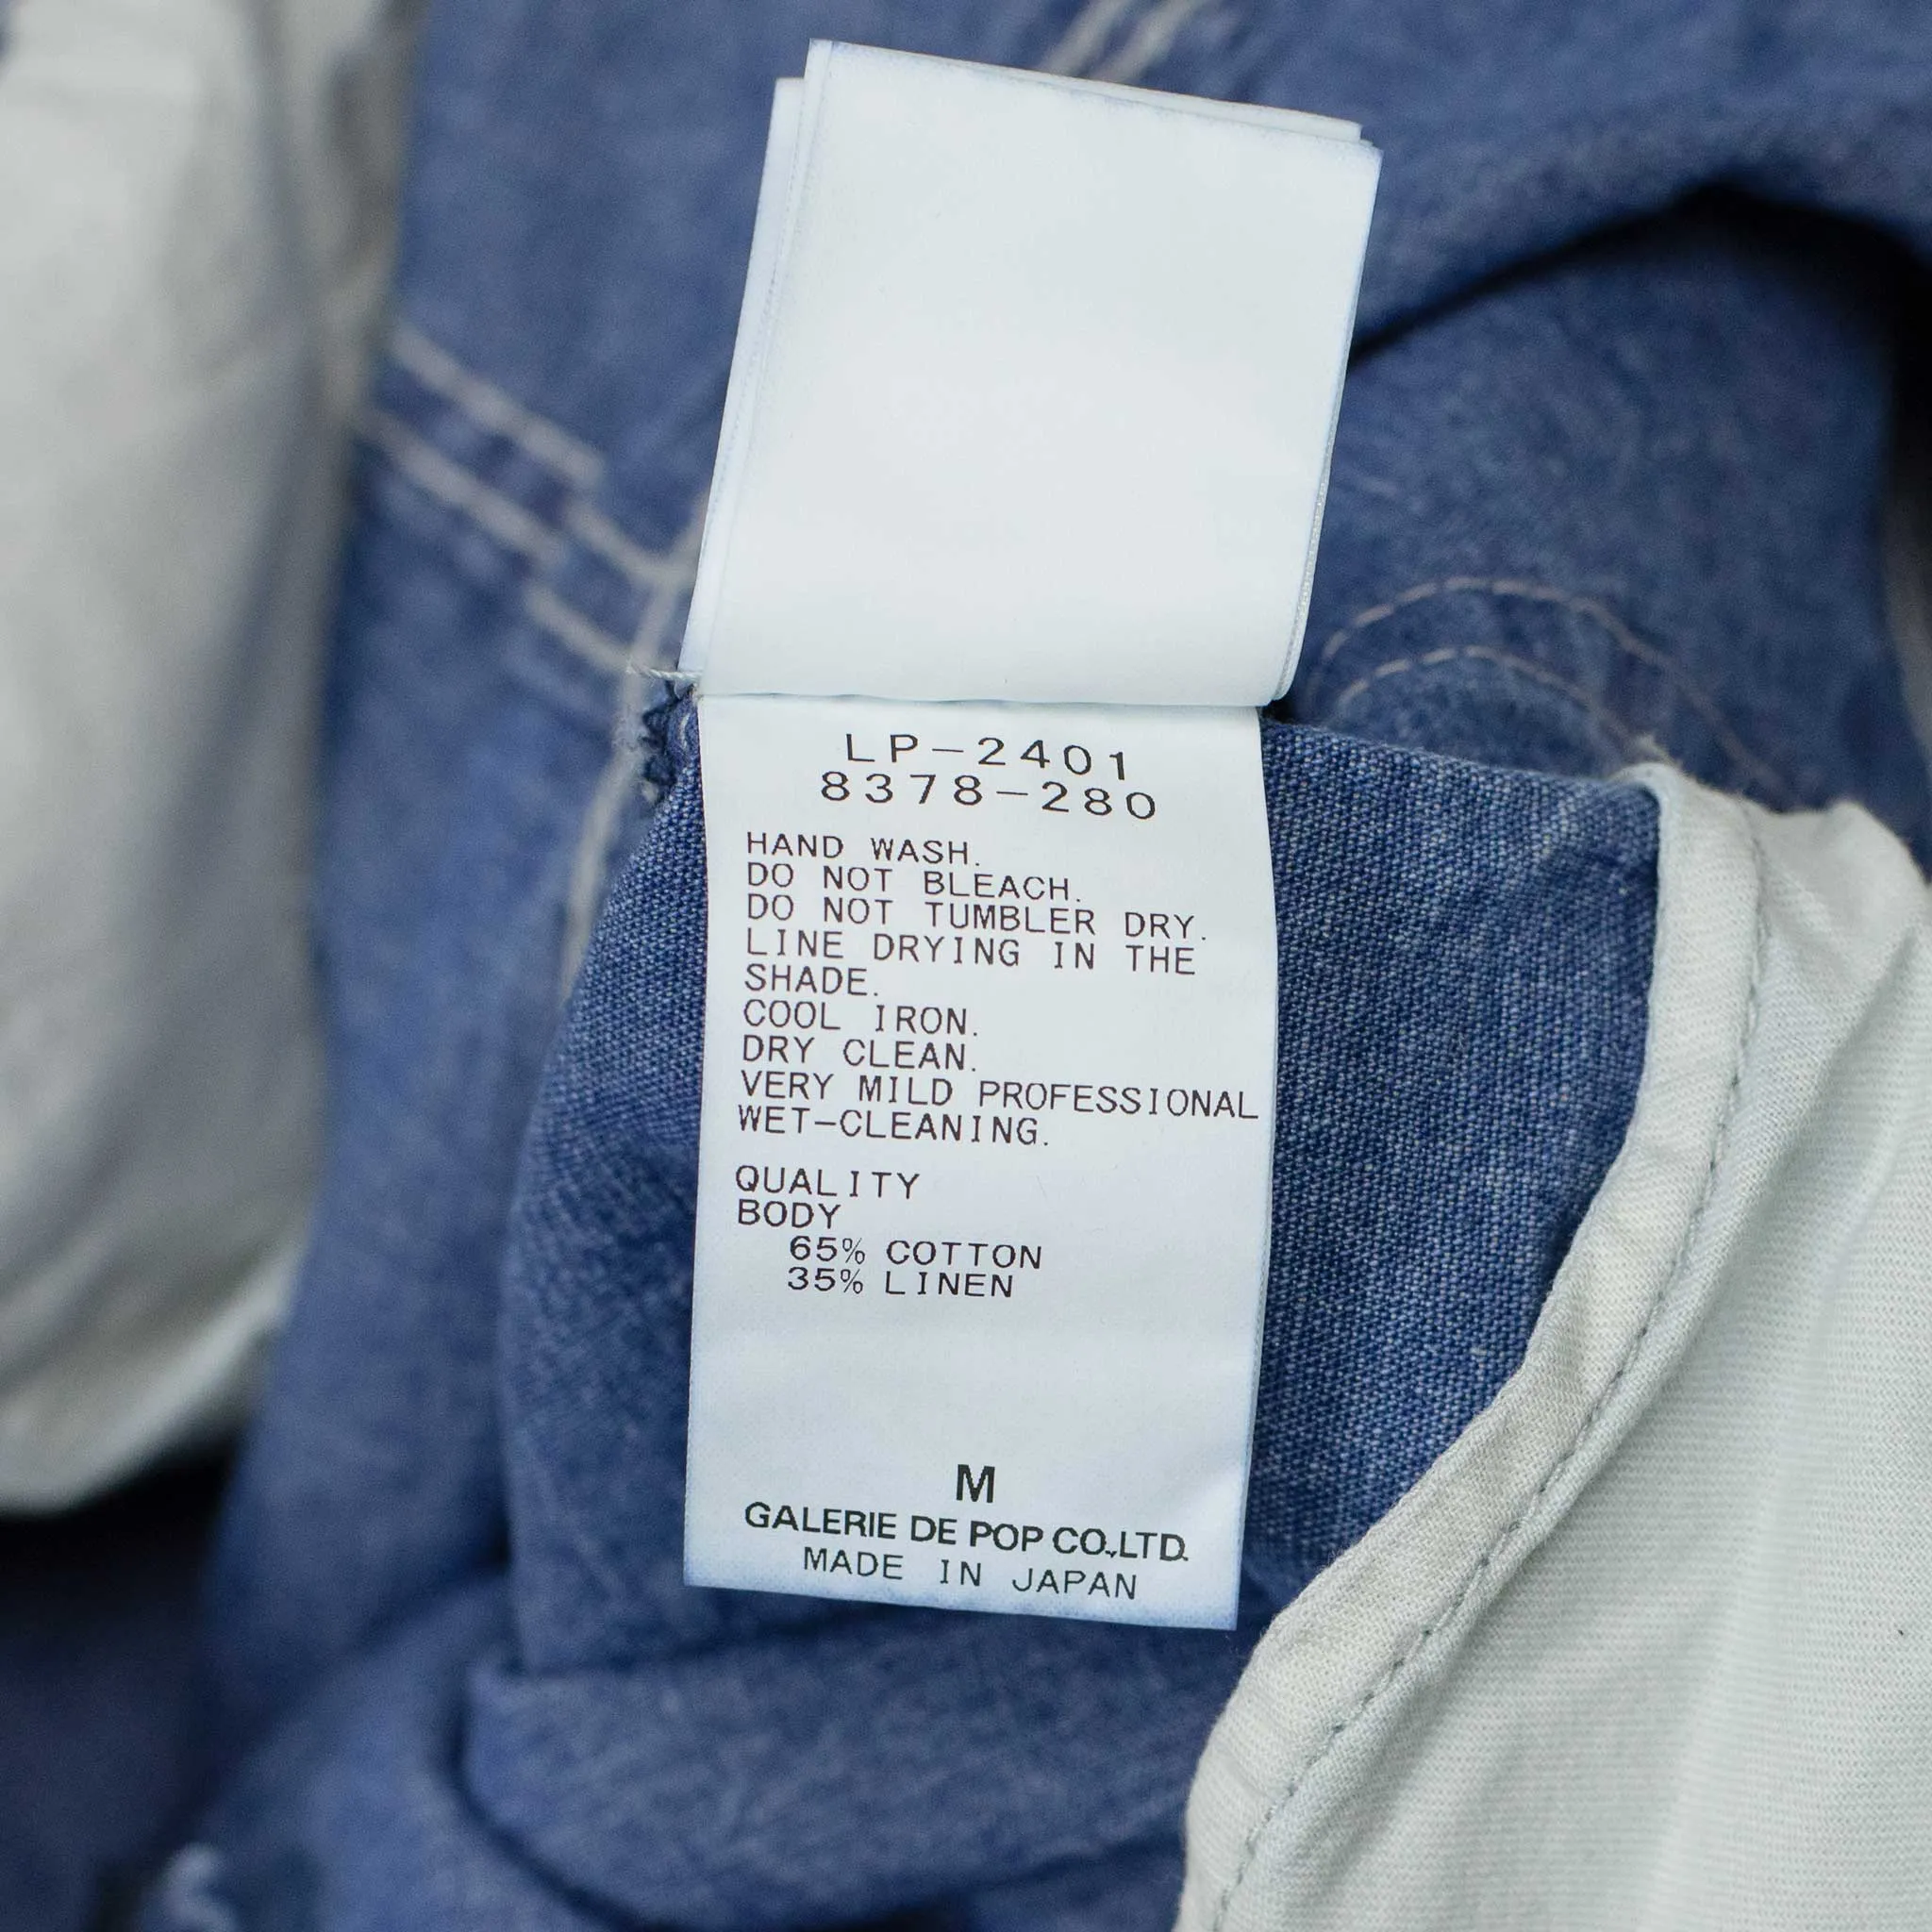 LP-2401
8378-280
HAND WASH.
DO NOT BLEACH.
DO NOT TUMBLER DRY.
LINE DRYING IN THE
SHADE.
COOL IRON.
DRY CLEAN.
VERY MILD PROFESSIONAL
WET-CLEANING.
QUALITY
BODY
65% COTTON
35% LINEN
M
GALERIE DE POP CO.,LTD.
MADE IN JAPAN